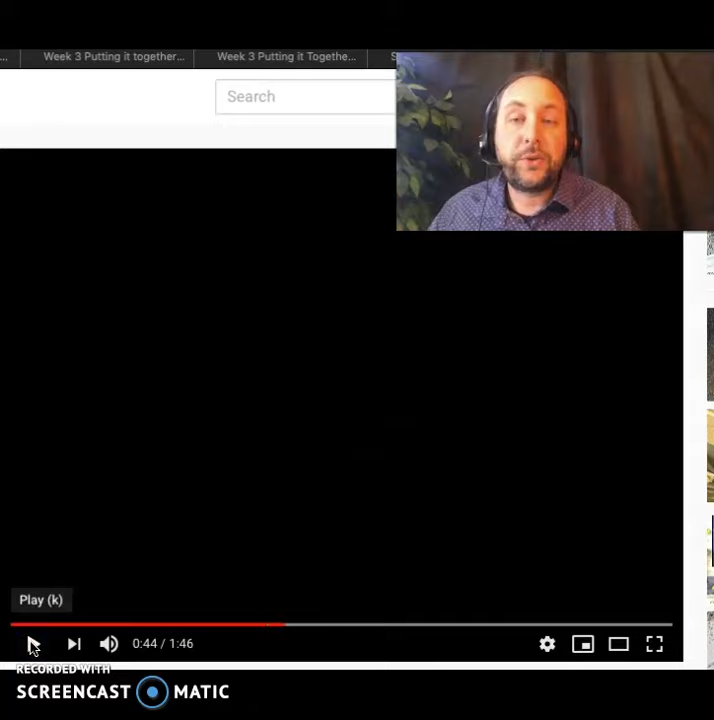 ...
Week 3 Putting it together...
Week 3 Putting it Togethe...
S
Search
Play (k)
0:44 / 1:46
RECORDED WITH
SCREENCAST MATIC